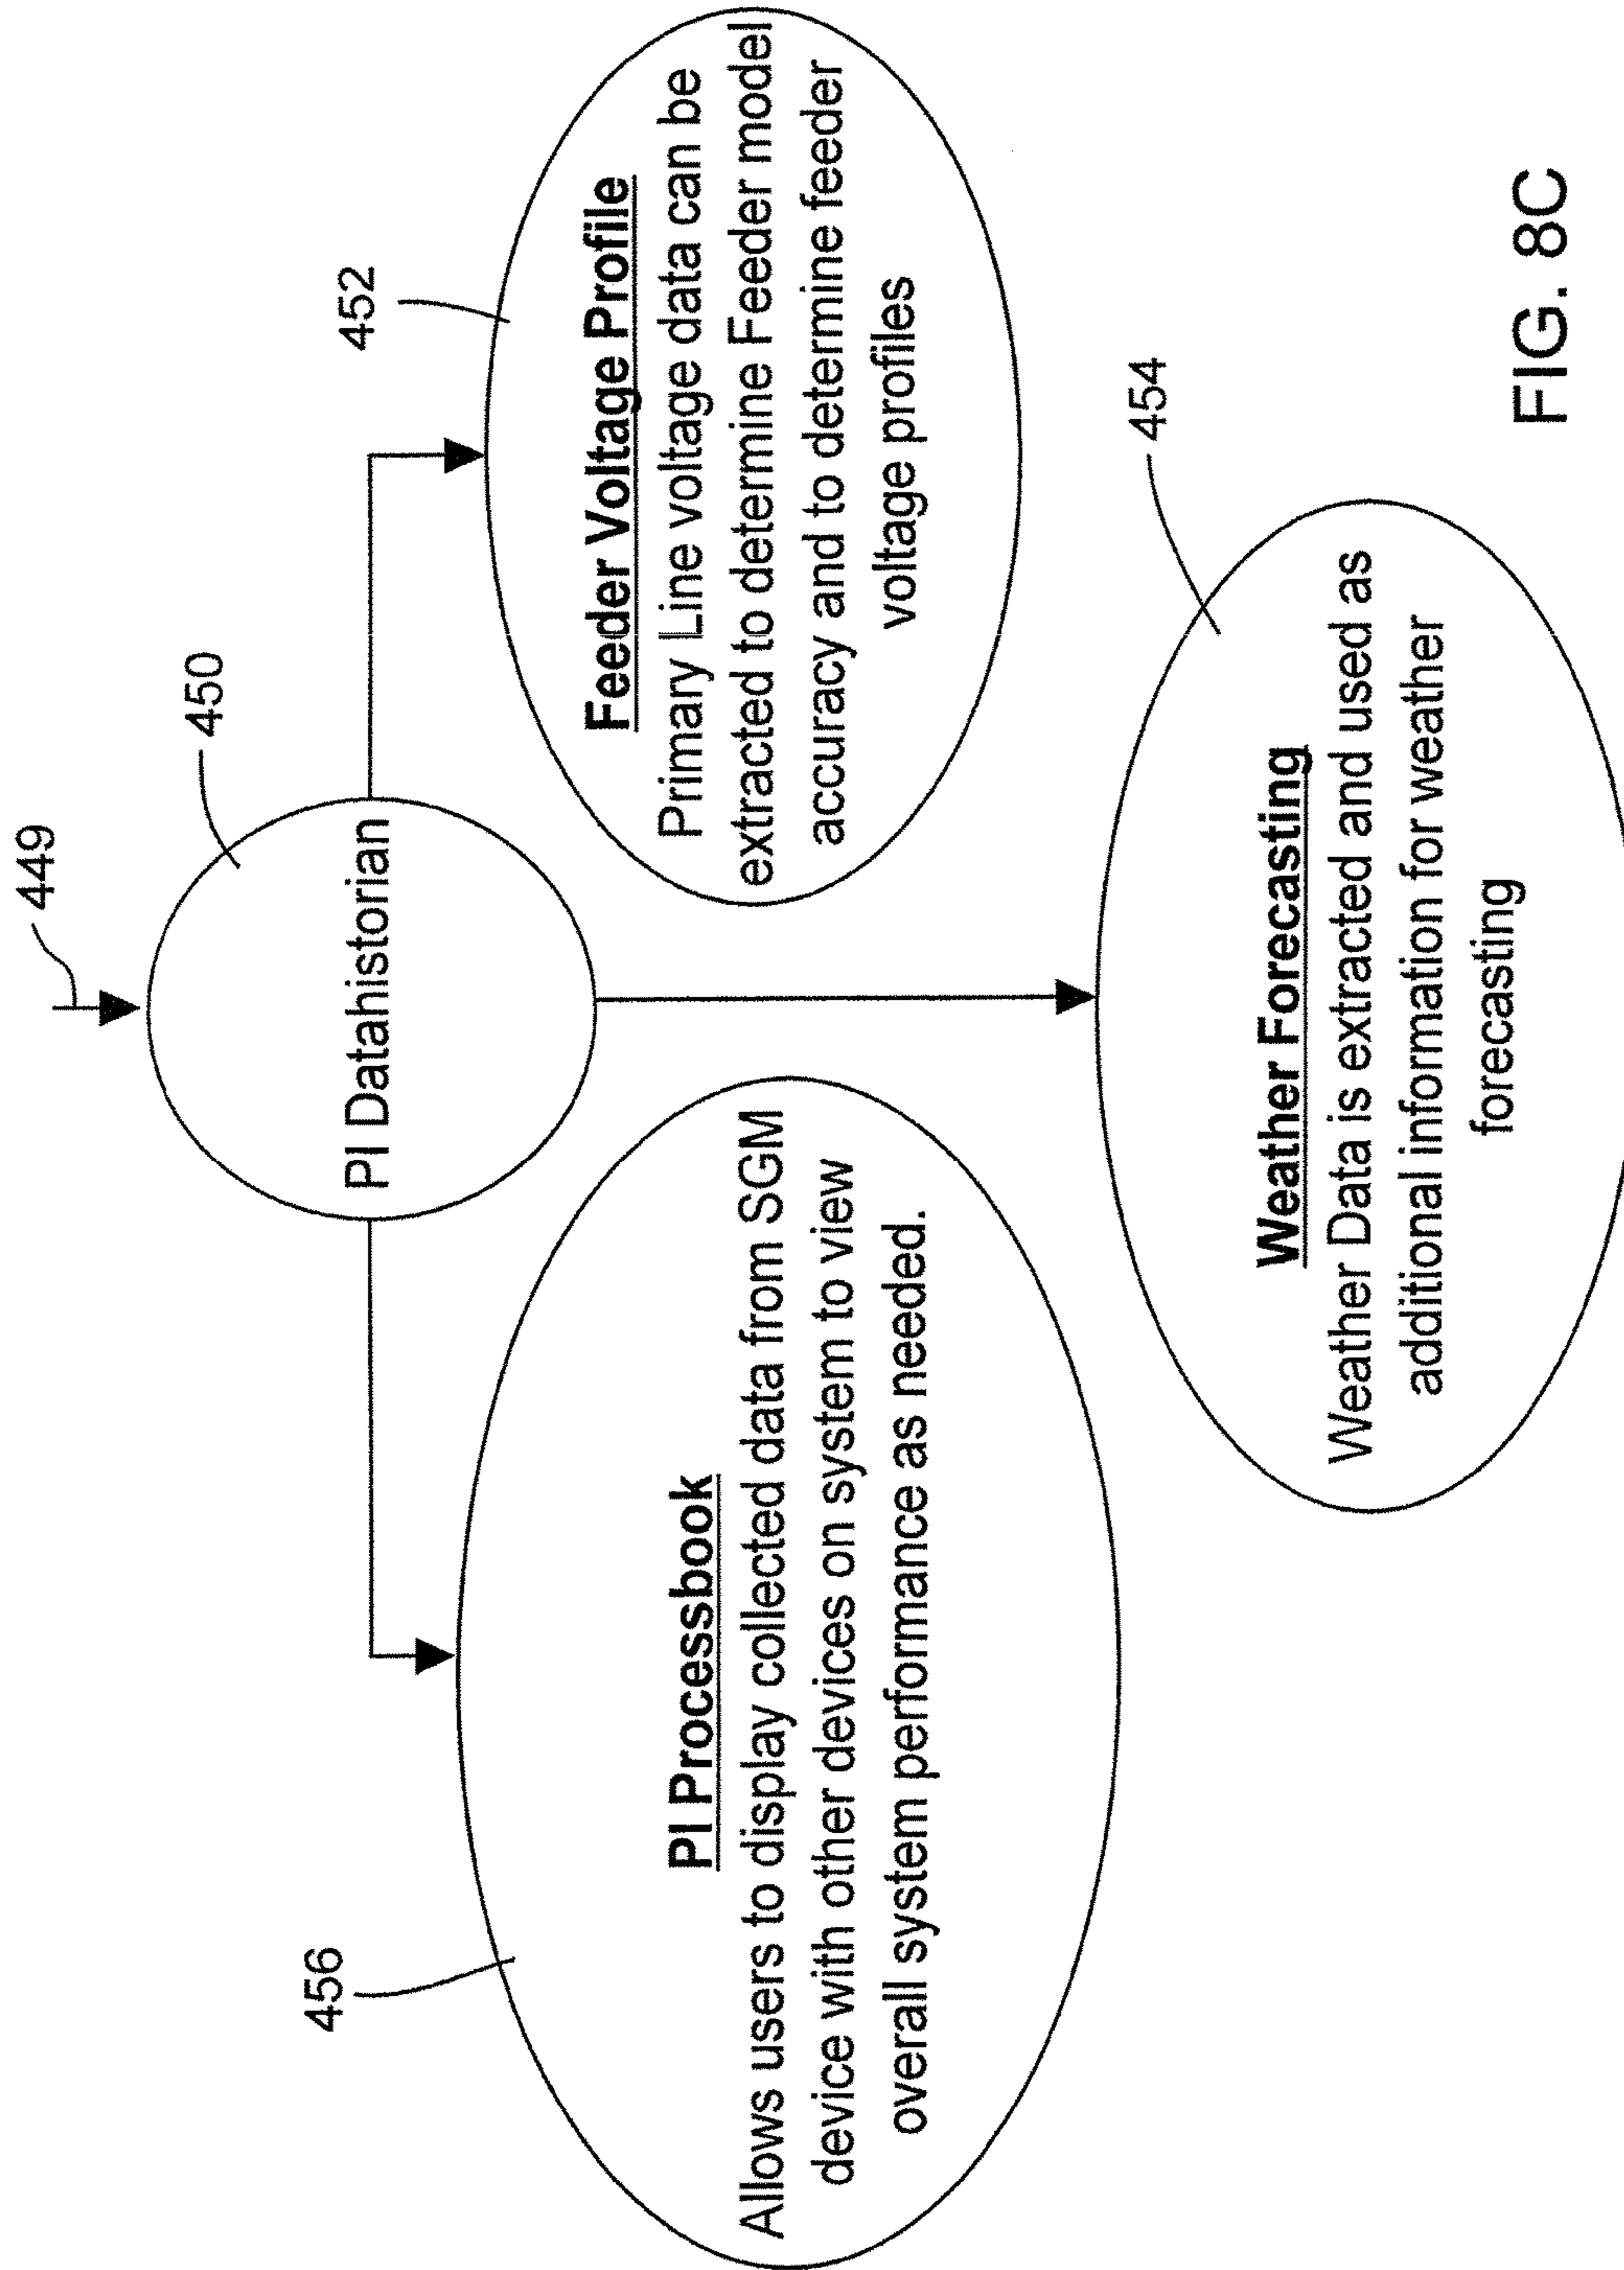 449
450
PI Datahistorian
452
Feeder Voltage Profile
Primary Line voltage data can be
extracted to determine Feeder model
accuracy and to determine feeder
voltage profiles
456
PI Processbook
Allows users to display collected data from SGM
device with other devices on system to view
overall system performance as needed.
454
Weather Forecasting
Weather Data is extracted and used as
additional information for weather
forecasting
FIG. 8C